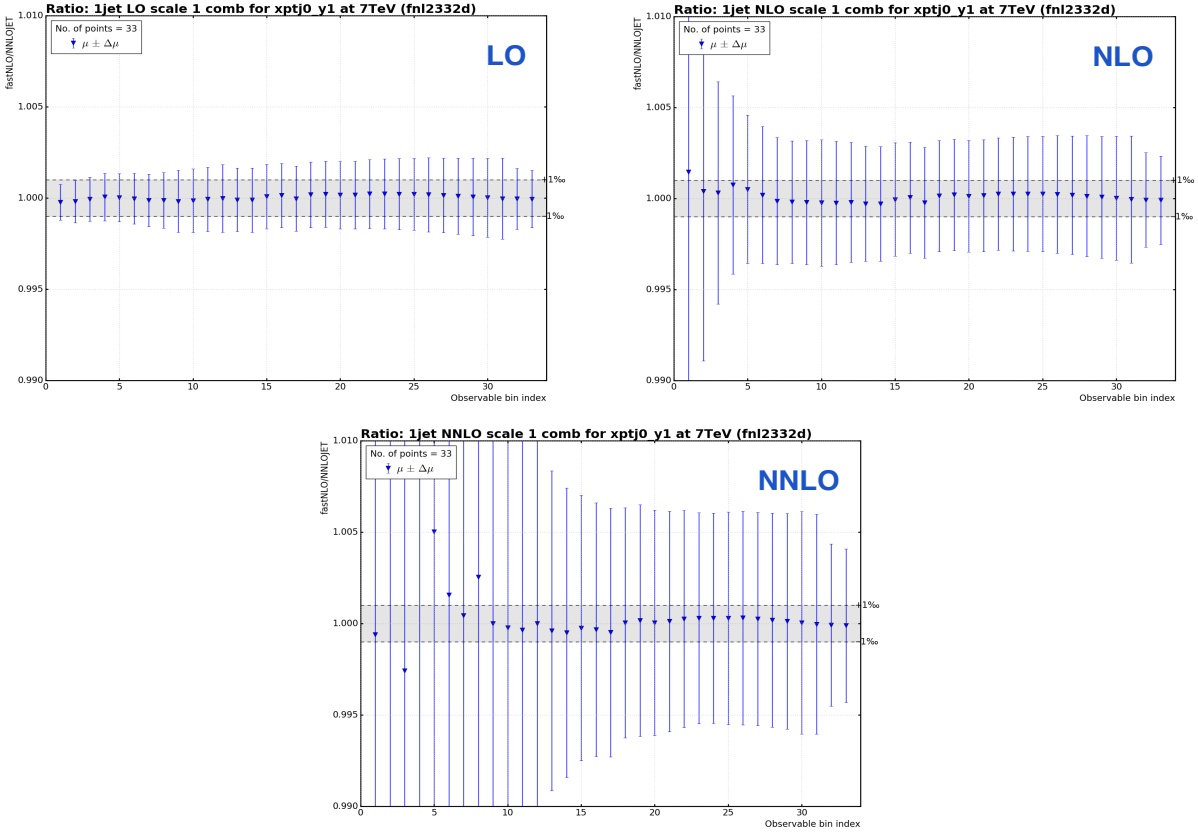 Ratio: 1jet LO scale 1 comb for xptj0_y1 at 7TeV (fnl2332d)
fastNLO/NNLOJET
No. of points = 33
μ ± Δμ
LO
1.010
1.005
1.000
0.995
0.990
+1‰
-1‰
0 5 10 15 20 25 30
Observable bin index
Ratio: 1jet NLO scale 1 comb for xptj0_y1 at 7TeV (fnl2332d)
fastNLO/NNLOJET
No. of points = 33
μ ± Δμ
NLO
1.010
1.005
1.000
0.995
0.990
+1‰
-1‰
0 5 10 15 20 25 30
Observable bin index
Ratio: 1jet NNLO scale 1 comb for xptj0_y1 at 7TeV (fnl2332d)
fastNLO/NNLOJET
No. of points = 33
μ ± Δμ
NNLO
1.010
1.005
1.000
0.995
0.990
+1‰
-1‰
0 5 10 15 20 25 30
Observable bin index